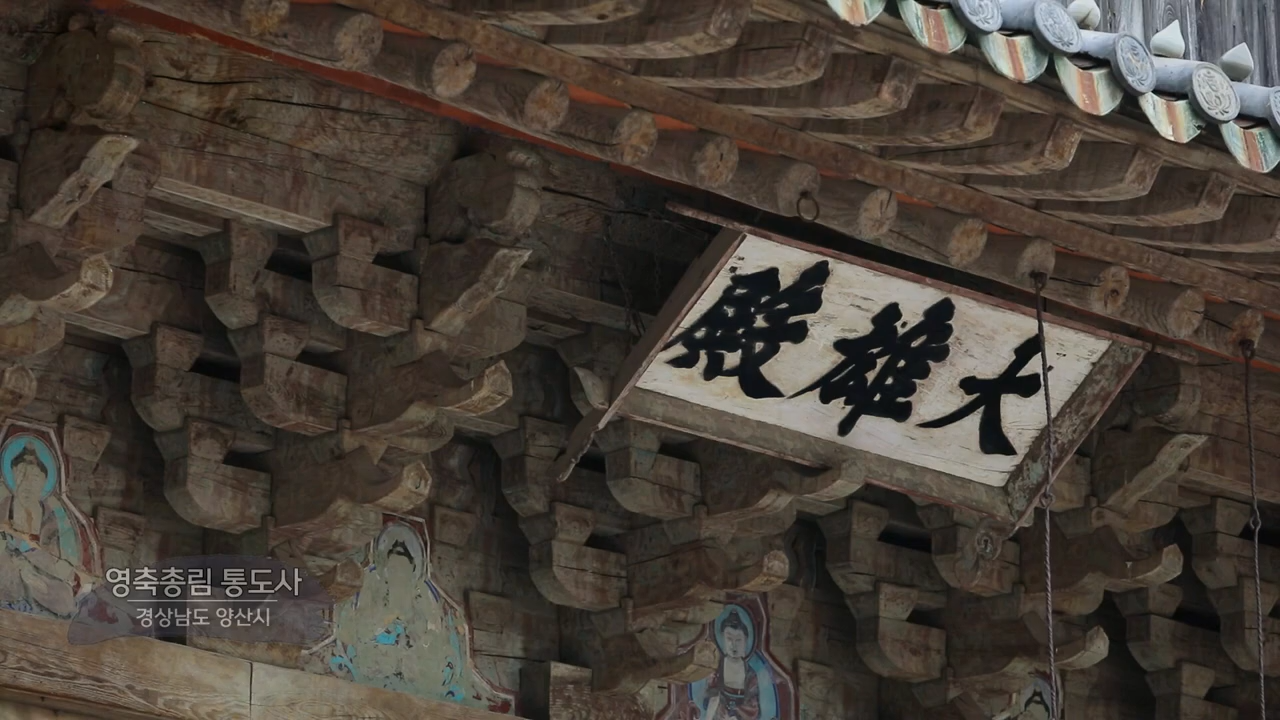 大雄殿
영축총림 통도사
경상남도 양산시